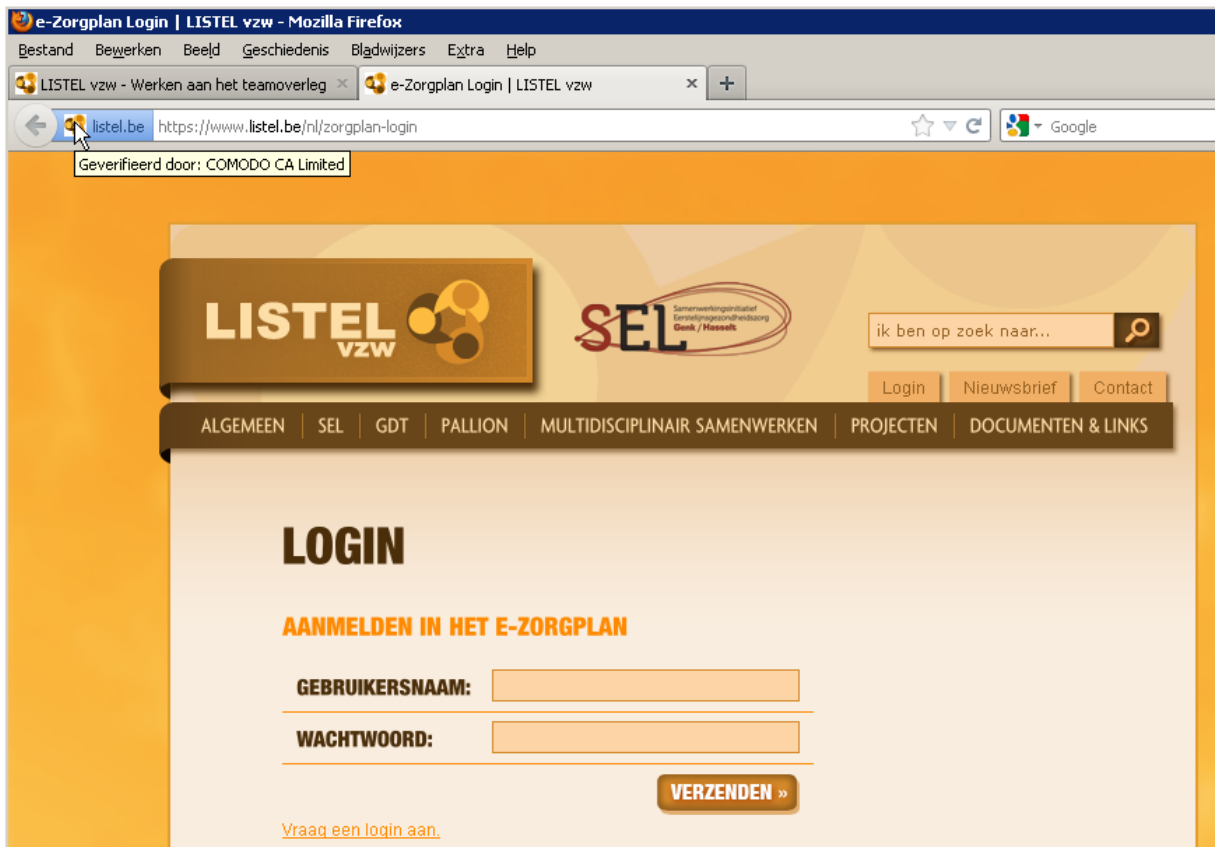 e-Zorgplan Login | LISTEL vzw - Mozilla Firefox
Bestand Bewerken Beeld Geschiedenis Bladwijzers Extra Help
LISTEL vzw - Werken aan het teamoverleg × e-Zorgplan Login | LISTEL vzw × +
listel.be https://www.listel.be/nl/zorgplan-login Google
Geverifieerd door: COMODO CA Limited
LISTEL
vzw
SEL
Samenwerkingsinitiatief
Eerstelijnsgezondheidszorg
Genk / Hasselt
ik ben op zoek naar...
Login Nieuwsbrief Contact
ALGEMEEN | SEL | GDT | PALLION | MULTIDISCIPLINAIR SAMENWERKEN | PROJECTEN | DOCUMENTEN & LINKS
LOGIN
AANMELDEN IN HET E-ZORGPLAN
GEBRUIKERSNAAM:
WACHTWOORD:
VERZENDEN »
Vraag een login aan.